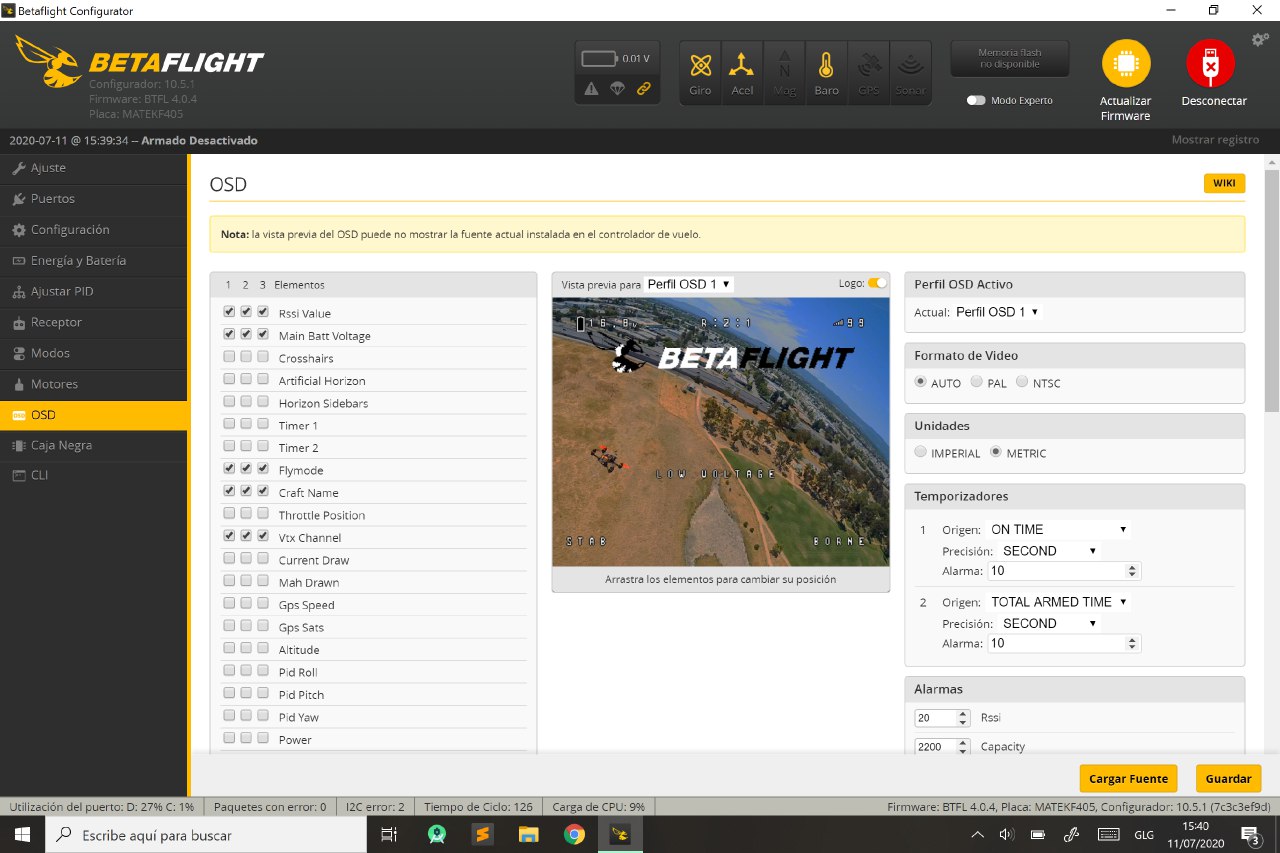 Betaflight Configurator
BETAFLIGHT
Configurador: 10.5.1
Firmware: BTFL 4.0.4
Placa: MATEKF405
0.01 V
Giro
Acel
Mag
Baro
GPS
Sonar
Memoria flash
no disponible
Modo Experto
Actualizar
Firmware
Desconectar
2020-07-11 @ 15:39:34 -- Armado Desactivado
Mostrar registro
Ajuste
Puertos
Configuración
Energía y Batería
Ajustar PID
Receptor
Modos
Motores
OSD
Caja Negra
CLI
OSD
WIKI
Nota: la vista previa del OSD puede no mostrar la fuente actual instalada en el controlador de vuelo.
1 2 3 Elementos
Rssi Value
Main Batt Voltage
Crosshairs
Artificial Horizon
Horizon Sidebars
Timer 1
Timer 2
Flymode
Craft Name
Throttle Position
Vtx Channel
Current Draw
Mah Drawn
Gps Speed
Gps Sats
Altitude
Pid Roll
Pid Pitch
Pid Yaw
Power
Vista previa para Perfil OSD 1
Logo:
16.8V R:2:1 99
BETAFLIGHT
LOW VOLTAGE
STAB BORNE
Arrastra los elementos para cambiar su posición
Perfil OSD Activo
Actual: Perfil OSD 1
Formato de Video
AUTO PAL NTSC
Unidades
IMPERIAL METRIC
Temporizadores
1 Origen: ON TIME
Precisión: SECOND
Alarma: 10
2 Origen: TOTAL ARMED TIME
Precisión: SECOND
Alarma: 10
Alarmas
20 Rssi
2200 Capacity
Cargar Fuente
Guardar
Utilización del puerto: D: 27% C: 1%
Paquetes con error: 0
I2C error: 2
Tiempo de Ciclo: 126
Carga de CPU: 9%
Firmware: BTFL 4.0.4, Placa: MATEKF405, Configurador: 10.5.1 (7c3c3ef9d)
Escribe aquí para buscar
GLG
15:40
11/07/2020
3